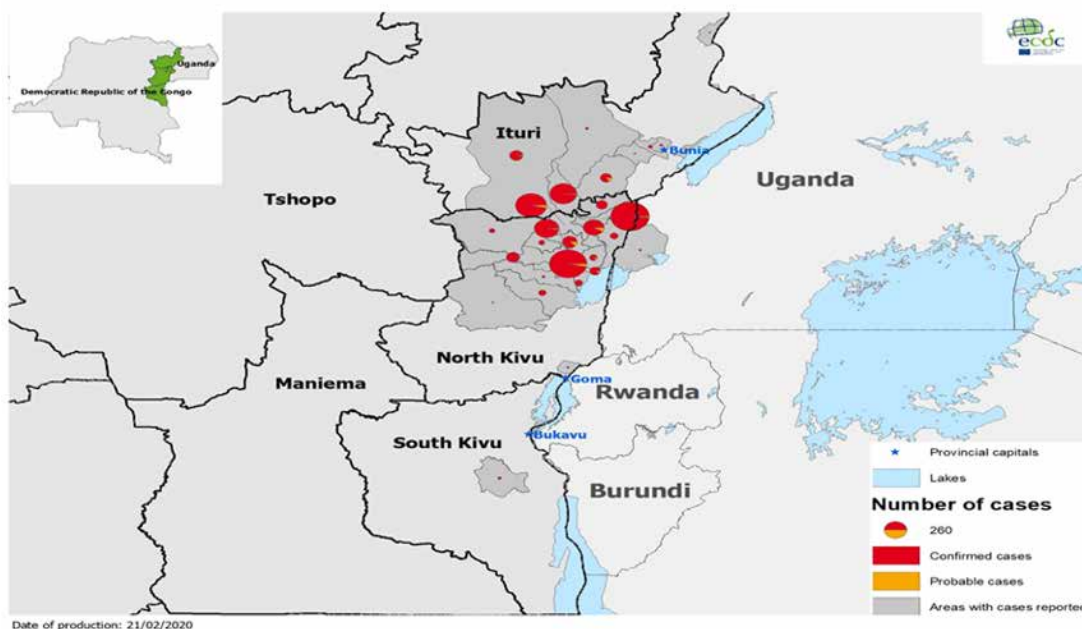 Uganda
Democratic Republic of the Congo
ecdc
Ituri
Bunia
Uganda
Tshopo
North Kivu
Goma
Maniema
Rwanda
South Kivu
Bukavu
Burundi
Provincial capitals
Lakes
Number of cases
260
Confirmed cases
Probable cases
Areas with cases reported
Date of production: 21/02/2020